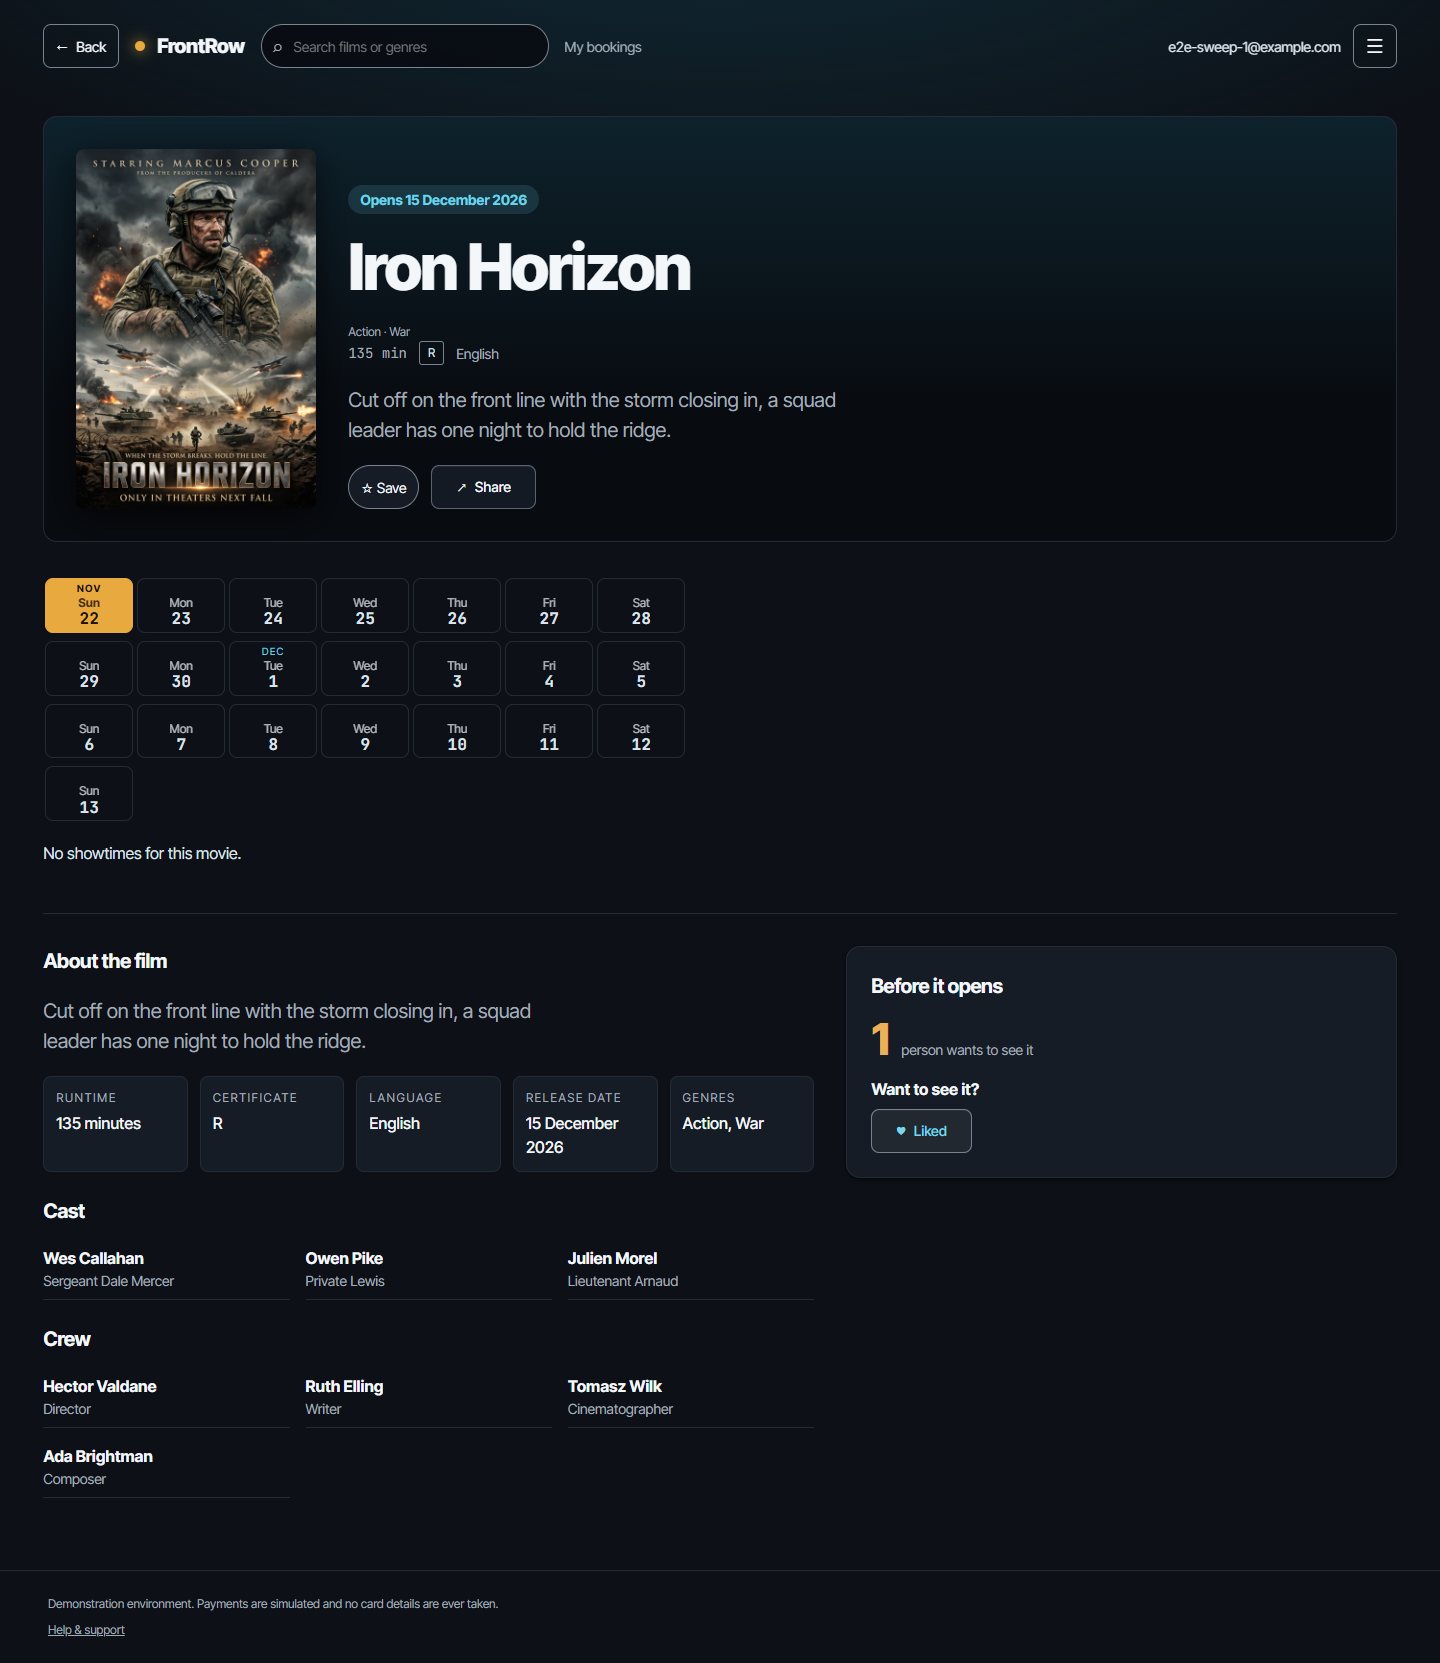 ← Back
FrontRow
Search films or genres
My bookings
e2e-sweep-1@example.com
STARRING MARCUS COOPER
FROM THE PRODUCERS OF CALDERA
WHEN THE STORM BREAKS, HOLD THE LINE
IRON HORIZON
ONLY IN THEATERS NEXT FALL
Opens 15 December 2026
Iron Horizon
Action · War
135 min R English
Cut off on the front line with the storm closing in, a squad
leader has one night to hold the ridge.
☆ Save
↗ Share
NOV
Sun Mon Tue Wed Thu Fri Sat
22 23 24 25 26 27 28
DEC
Sun Mon Tue Wed Thu Fri Sat
29 30 1 2 3 4 5
Sun Mon Tue Wed Thu Fri Sat
6 7 8 9 10 11 12
Sun
13
No showtimes for this movie.
About the film
Cut off on the front line with the storm closing in, a squad
leader has one night to hold the ridge.
RUNTIME
135 minutes
CERTIFICATE
R
LANGUAGE
English
RELEASE DATE
15 December
2026
GENRES
Action, War
Cast
Wes Callahan
Sergeant Dale Mercer
Owen Pike
Private Lewis
Julien Morel
Lieutenant Arnaud
Crew
Hector Valdane
Director
Ruth Elling
Writer
Tomasz Wilk
Cinematographer
Ada Brightman
Composer
Before it opens
1 person wants to see it
Want to see it?
♥ Liked
Demonstration environment. Payments are simulated and no card details are ever taken.
Help & support